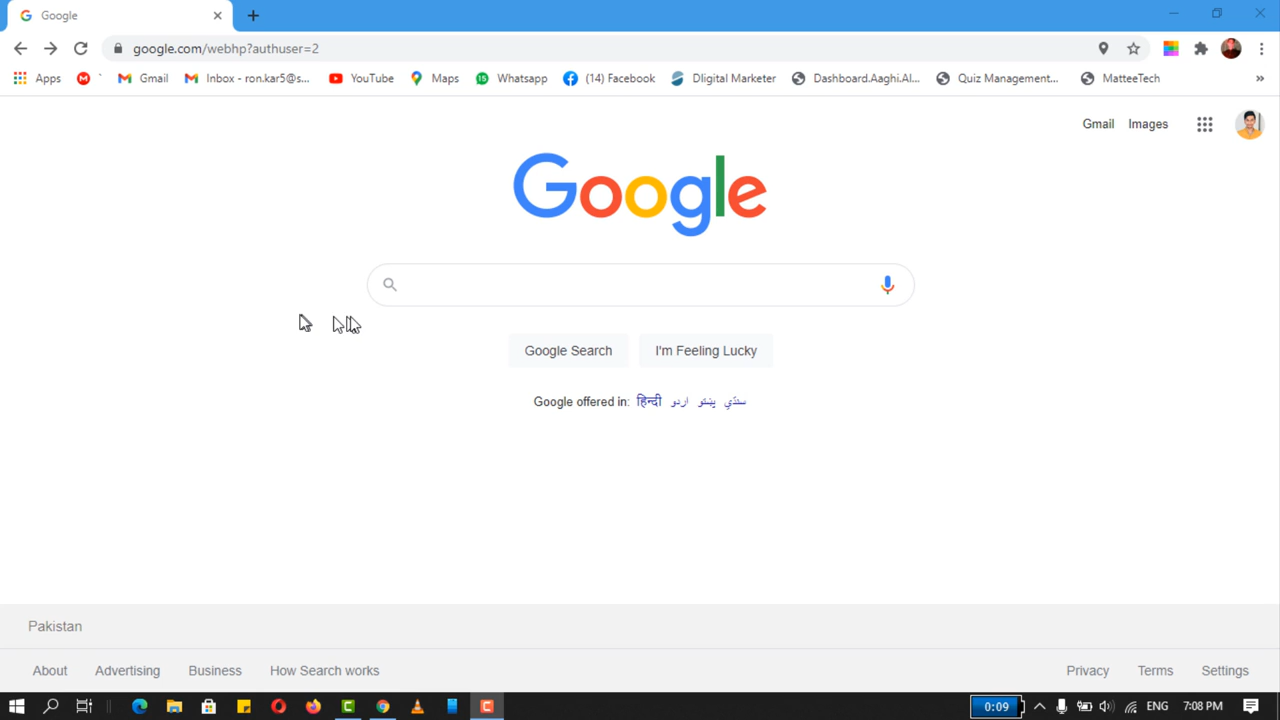 Google
google.com/webhp?authuser=2
Apps Gmail Inbox - ron.kar5@s... YouTube Maps Whatsapp (14) Facebook DIigital Marketer Dashboard.Aaghi.Al... Quiz Management... MatteeTech »
Gmail Images
Google
Google Search I'm Feeling Lucky
Google offered in: हिन्दी اردو پښتو سنڌي
Pakistan
About Advertising Business How Search works Privacy Terms Settings
0:09 ENG 7:08 PM